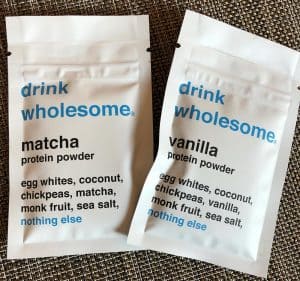 drink
wholesome®
matcha
protein powder
egg whites, coconut,
chickpeas, matcha,
monk fruit, sea salt,
nothing else
drink
wholesome®
vanilla
protein powder
egg whites, coconut,
chickpeas, vanilla,
monk fruit, sea salt,
nothing else